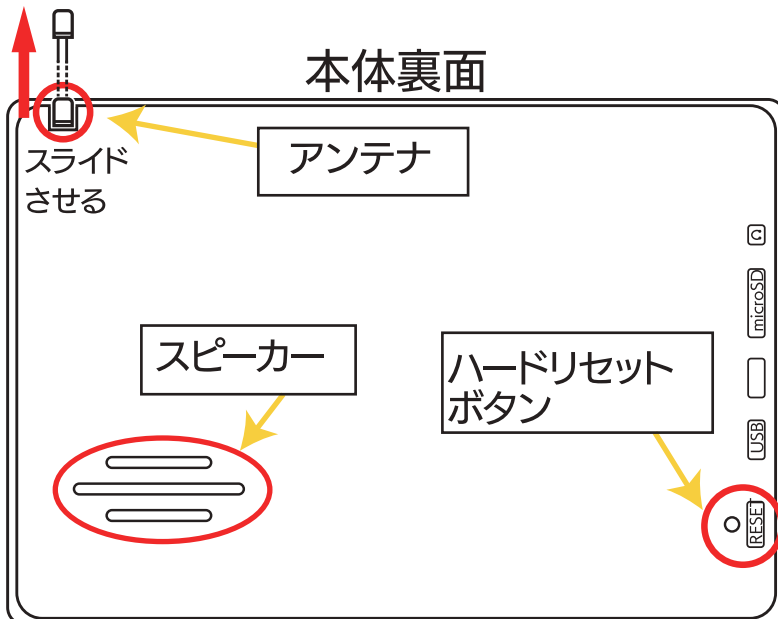 本体裏面
アンテナ
スライド
させる
microSD
スピーカー
ハードリセット
ボタン
USB
RESET